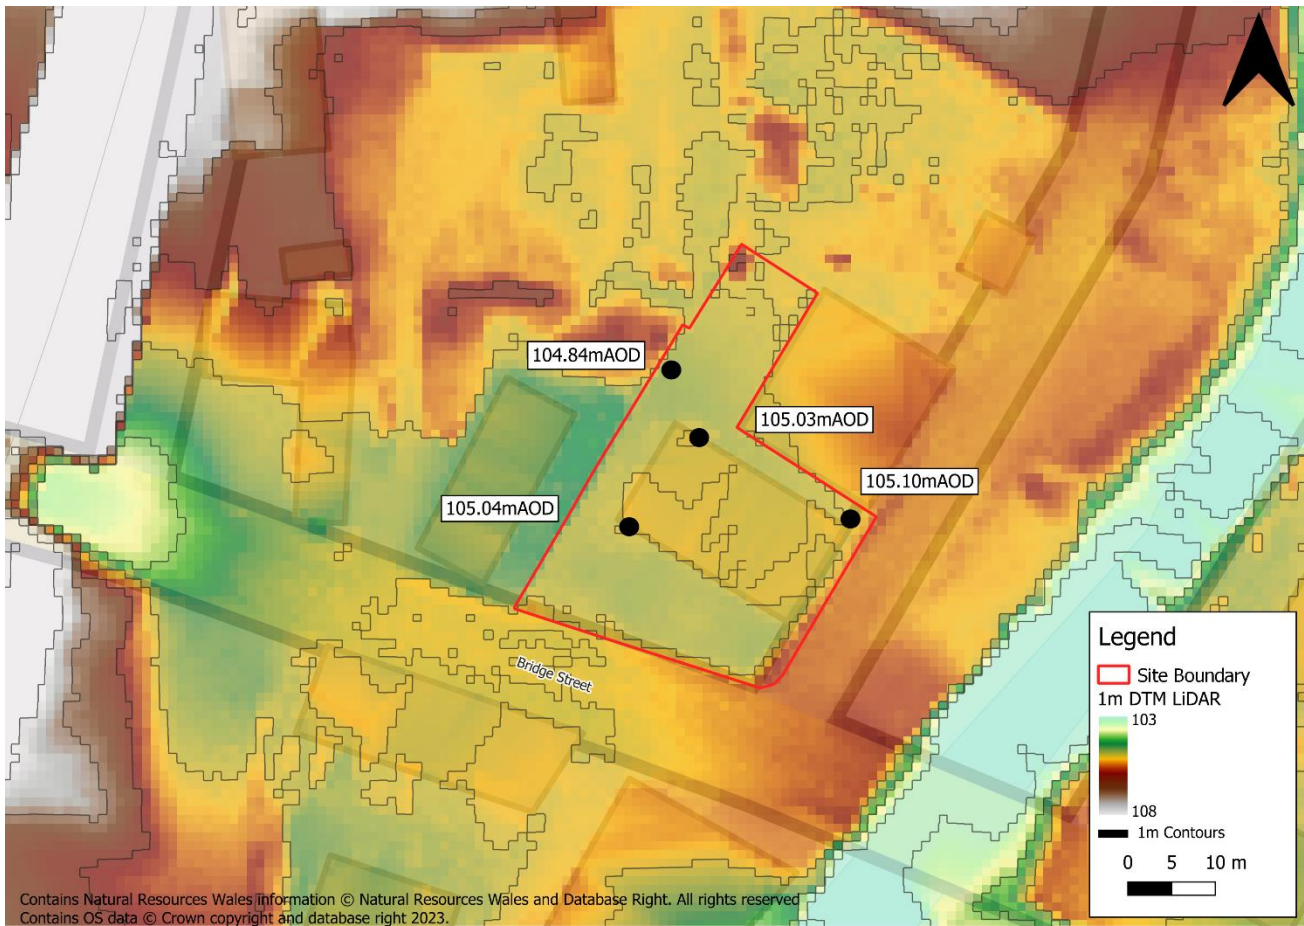 104.84mAOD
105.03mAOD
105.10mAOD
105.04mAOD
Bridge Street
Legend
Site Boundary
1m DTM LiDAR
103
108
1m Contours
0 5 10 m
Contains Natural Resources Wales information © Natural Resources Wales and Database Right. All rights reserved
Contains OS data © Crown copyright and database right 2023.